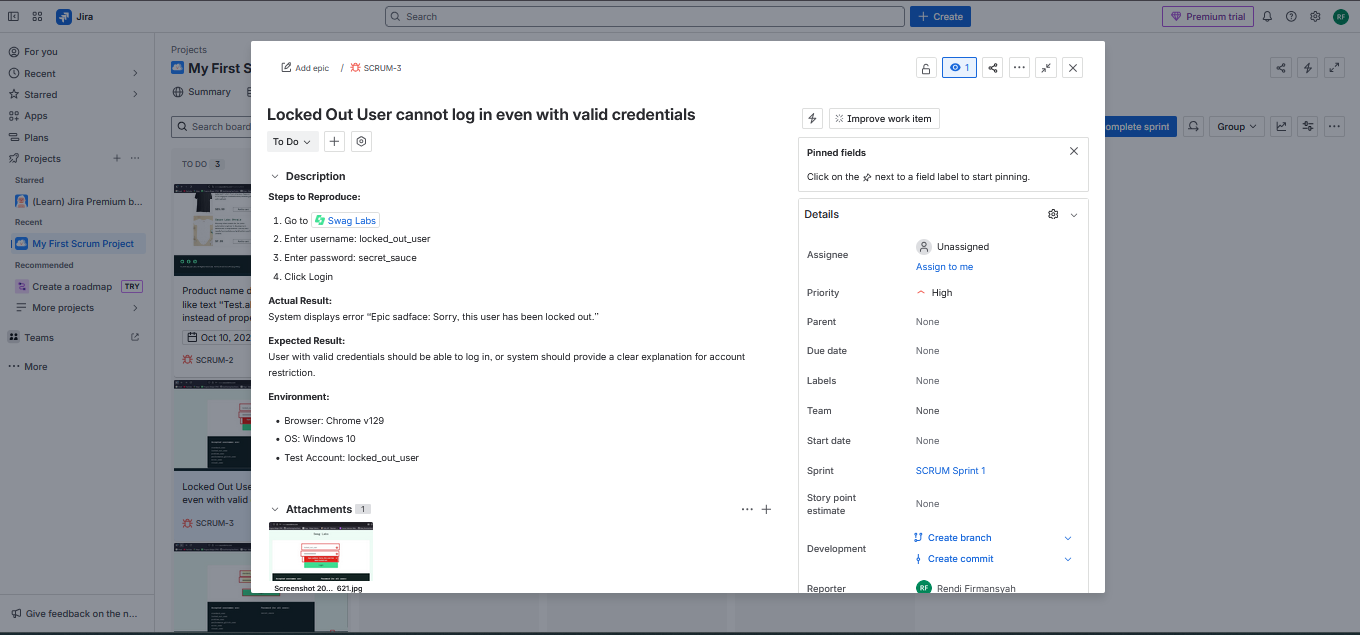 Jira
Search
Create
Premium trial
RF
For you
Recent
Starred
Apps
Plans
Projects
Starred
(Learn) Jira Premium b...
Recent
My First Scrum Project
Recommended
Create a roadmap TRY
More projects
Teams
More
Give feedback on the n...
Projects
My First S
Summary
Search board
TO DO 3
Product name d
like text “Test.al
instead of prope
Oct 10, 202
SCRUM-2
Locked Out Use
even with valid
SCRUM-3
omplete sprint
Group
Add epic / SCRUM-3
1
Locked Out User cannot log in even with valid credentials
To Do
Description
Steps to Reproduce:
1. Go to Swag Labs
2. Enter username: locked_out_user
3. Enter password: secret_sauce
4. Click Login
Actual Result:
System displays error “Epic sadface: Sorry, this user has been locked out.”
Expected Result:
User with valid credentials should be able to log in, or system should provide a clear explanation for account
restriction.
Environment:
• Browser: Chrome v129
• OS: Windows 10
• Test Account: locked_out_user
Attachments 1
Swag Labs
Screenshot 20... 621.jpg
Improve work item
Pinned fields
Click on the next to a field label to start pinning.
Details
Assignee
Unassigned
Assign to me
Priority
High
Parent
None
Due date
None
Labels
None
Team
None
Start date
None
Sprint
SCRUM Sprint 1
Story point
estimate
None
Development
Create branch
Create commit
Reporter
RF Rendi Firmansyah